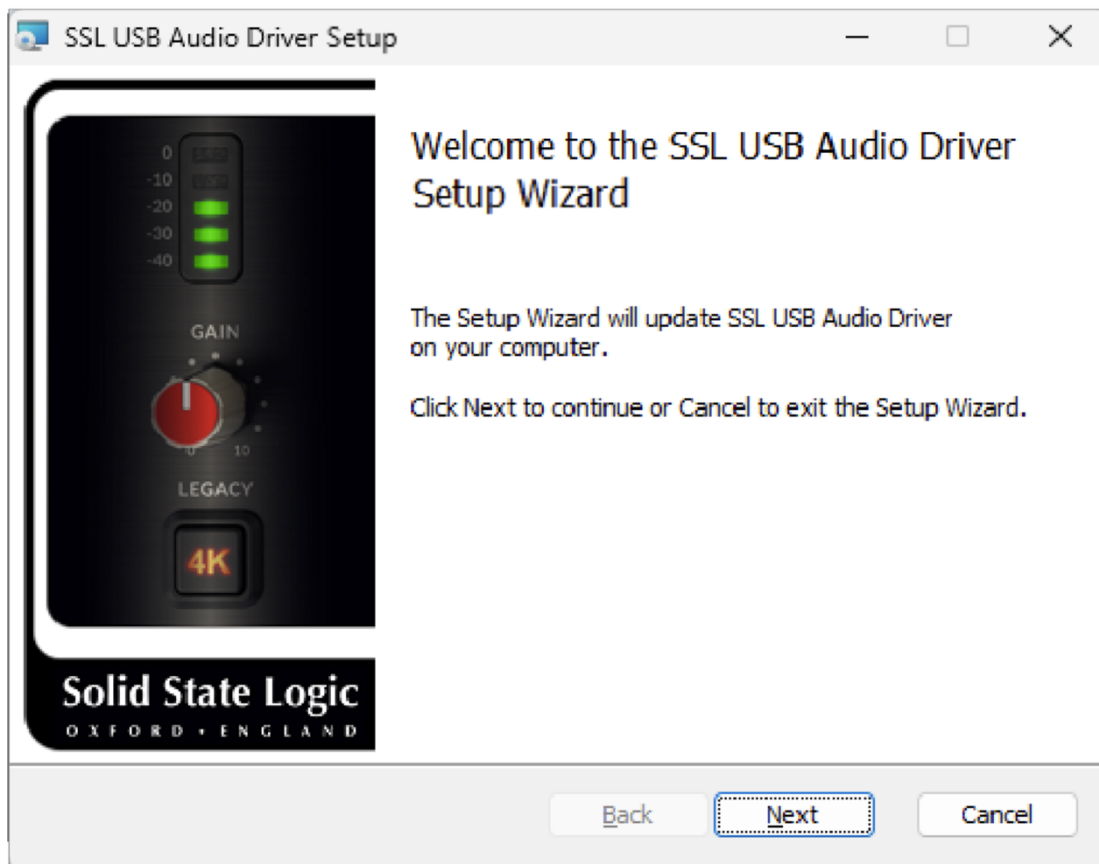 SSL USB Audio Driver Setup
0
-10
-20
-30
-40
GAIN
0 10
LEGACY
4K
Solid State Logic
OXFORD • ENGLAND
Welcome to the SSL USB Audio Driver
Setup Wizard
The Setup Wizard will update SSL USB Audio Driver
on your computer.
Click Next to continue or Cancel to exit the Setup Wizard.
Back
Next
Cancel